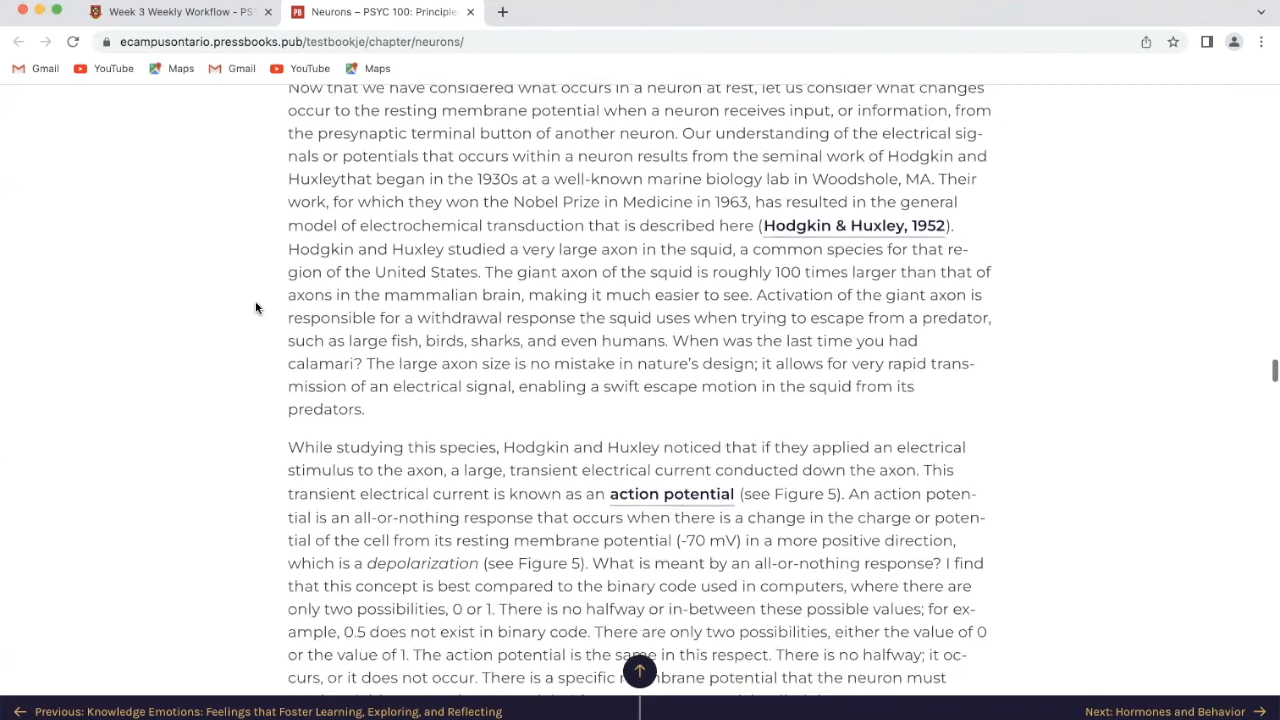 Week 3 Weekly Workflow - PSY
Neurons – PSYC 100: Principle
ecampusontario.pressbooks.pub/testbookje/chapter/neurons/
Gmail YouTube Maps Gmail YouTube Maps
Now that we have considered what occurs in a neuron at rest, let us consider what changes
occur to the resting membrane potential when a neuron receives input, or information, from
the presynaptic terminal button of another neuron. Our understanding of the electrical sig-
nals or potentials that occurs within a neuron results from the seminal work of Hodgkin and
Huxleythat began in the 1930s at a well-known marine biology lab in Woodshole, MA. Their
work, for which they won the Nobel Prize in Medicine in 1963, has resulted in the general
model of electrochemical transduction that is described here (Hodgkin & Huxley, 1952).
Hodgkin and Huxley studied a very large axon in the squid, a common species for that re-
gion of the United States. The giant axon of the squid is roughly 100 times larger than that of
axons in the mammalian brain, making it much easier to see. Activation of the giant axon is
responsible for a withdrawal response the squid uses when trying to escape from a predator,
such as large fish, birds, sharks, and even humans. When was the last time you had
calamari? The large axon size is no mistake in nature's design; it allows for very rapid trans-
mission of an electrical signal, enabling a swift escape motion in the squid from its
predators.
While studying this species, Hodgkin and Huxley noticed that if they applied an electrical
stimulus to the axon, a large, transient electrical current conducted down the axon. This
transient electrical current is known as an action potential (see Figure 5). An action poten-
tial is an all-or-nothing response that occurs when there is a change in the charge or poten-
tial of the cell from its resting membrane potential (-70 mV) in a more positive direction,
which is a depolarization (see Figure 5). What is meant by an all-or-nothing response? I find
that this concept is best compared to the binary code used in computers, where there are
only two possibilities, 0 or 1. There is no halfway or in-between these possible values; for ex-
ample, 0.5 does not exist in binary code. There are only two possibilities, either the value of 0
or the value of 1. The action potential is the same in this respect. There is no halfway; it oc-
curs, or it does not occur. There is a specific membrane potential that the neuron must
Previous: Knowledge Emotions: Feelings that Foster Learning, Exploring, and Reflecting
Next: Hormones and Behavior